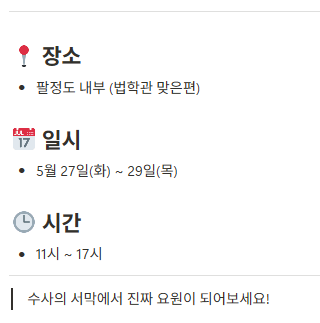 📍 장소
• 팔정도 내부 (법학관 맞은편)
📅 일시
• 5월 27일(화) ~ 29일(목)
🕒 시간
• 11시 ~ 17시
수사의 서막에서 진짜 요원이 되어보세요!